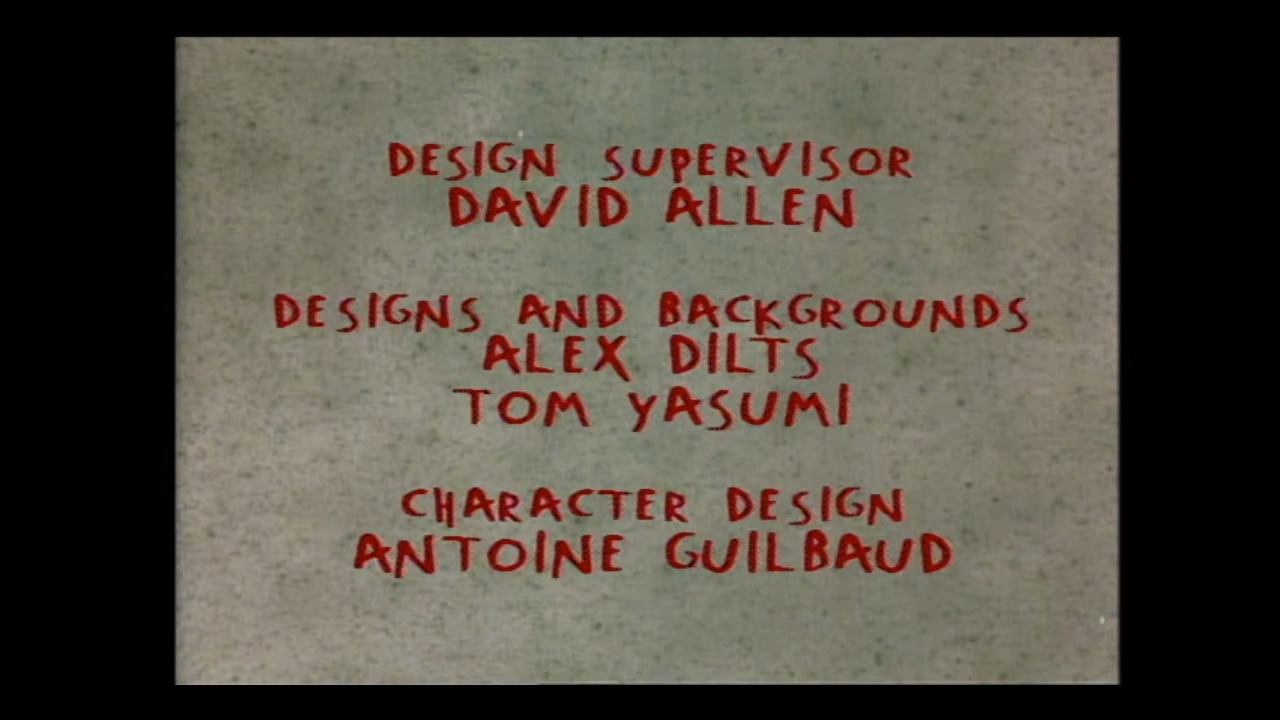 DESIGN SUPERVISOR
DAVID ALLEN
DESIGNS AND BACKGROUNDS
ALEX DILTS
TOM YASUMI
CHARACTER DESIGN
ANTOINE GUILBAUD